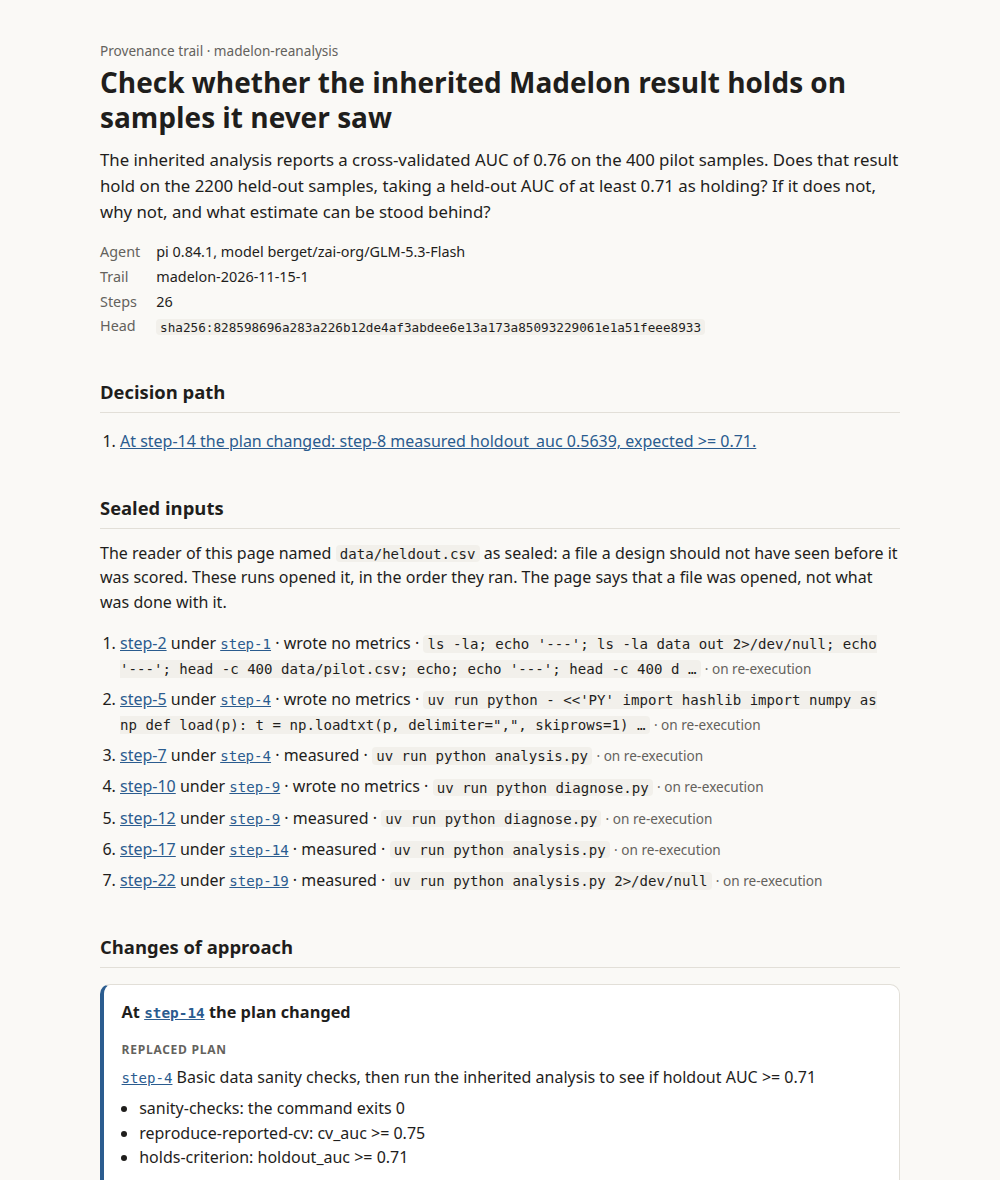 Provenance trail · madelon-reanalysis
Check whether the inherited Madelon result holds on
samples it never saw
The inherited analysis reports a cross-validated AUC of 0.76 on the 400 pilot samples. Does that result
hold on the 2200 held-out samples, taking a held-out AUC of at least 0.71 as holding? If it does not,
why not, and what estimate can be stood behind?
Agent pi 0.84.1, model berget/zai-org/GLM-5.3-Flash
Trail madelon-2026-11-15-1
Steps 26
Head sha256:828598696a283a226b12de4af3abdee6e13a173a85093229061e1a51feee8933
Decision path
1. At step-14 the plan changed: step-8 measured holdout_auc 0.5639, expected >= 0.71.
Sealed inputs
The reader of this page named data/heldout.csv as sealed: a file a design should not have seen before it
was scored. These runs opened it, in the order they ran. The page says that a file was opened, not what
was done with it.
1. step-2 under step-1 · wrote no metrics · ls -la; echo '---'; ls -la data out 2>/dev/null; echo
'---'; head -c 400 data/pilot.csv; echo; echo '---'; head -c 400 d … · on re-execution
2. step-5 under step-4 · wrote no metrics · uv run python - <<'PY' import hashlib import numpy as
np def load(p): t = np.loadtxt(p, delimiter=",", skiprows=1) … · on re-execution
3. step-7 under step-4 · measured · uv run python analysis.py · on re-execution
4. step-10 under step-9 · wrote no metrics · uv run python diagnose.py · on re-execution
5. step-12 under step-9 · measured · uv run python diagnose.py · on re-execution
6. step-17 under step-14 · measured · uv run python analysis.py · on re-execution
7. step-22 under step-19 · measured · uv run python analysis.py 2>/dev/null · on re-execution
Changes of approach
At step-14 the plan changed
REPLACED PLAN
step-4 Basic data sanity checks, then run the inherited analysis to see if holdout AUC >= 0.71
• sanity-checks: the command exits 0
• reproduce-reported-cv: cv_auc >= 0.75
• holds-criterion: holdout_auc >= 0.71